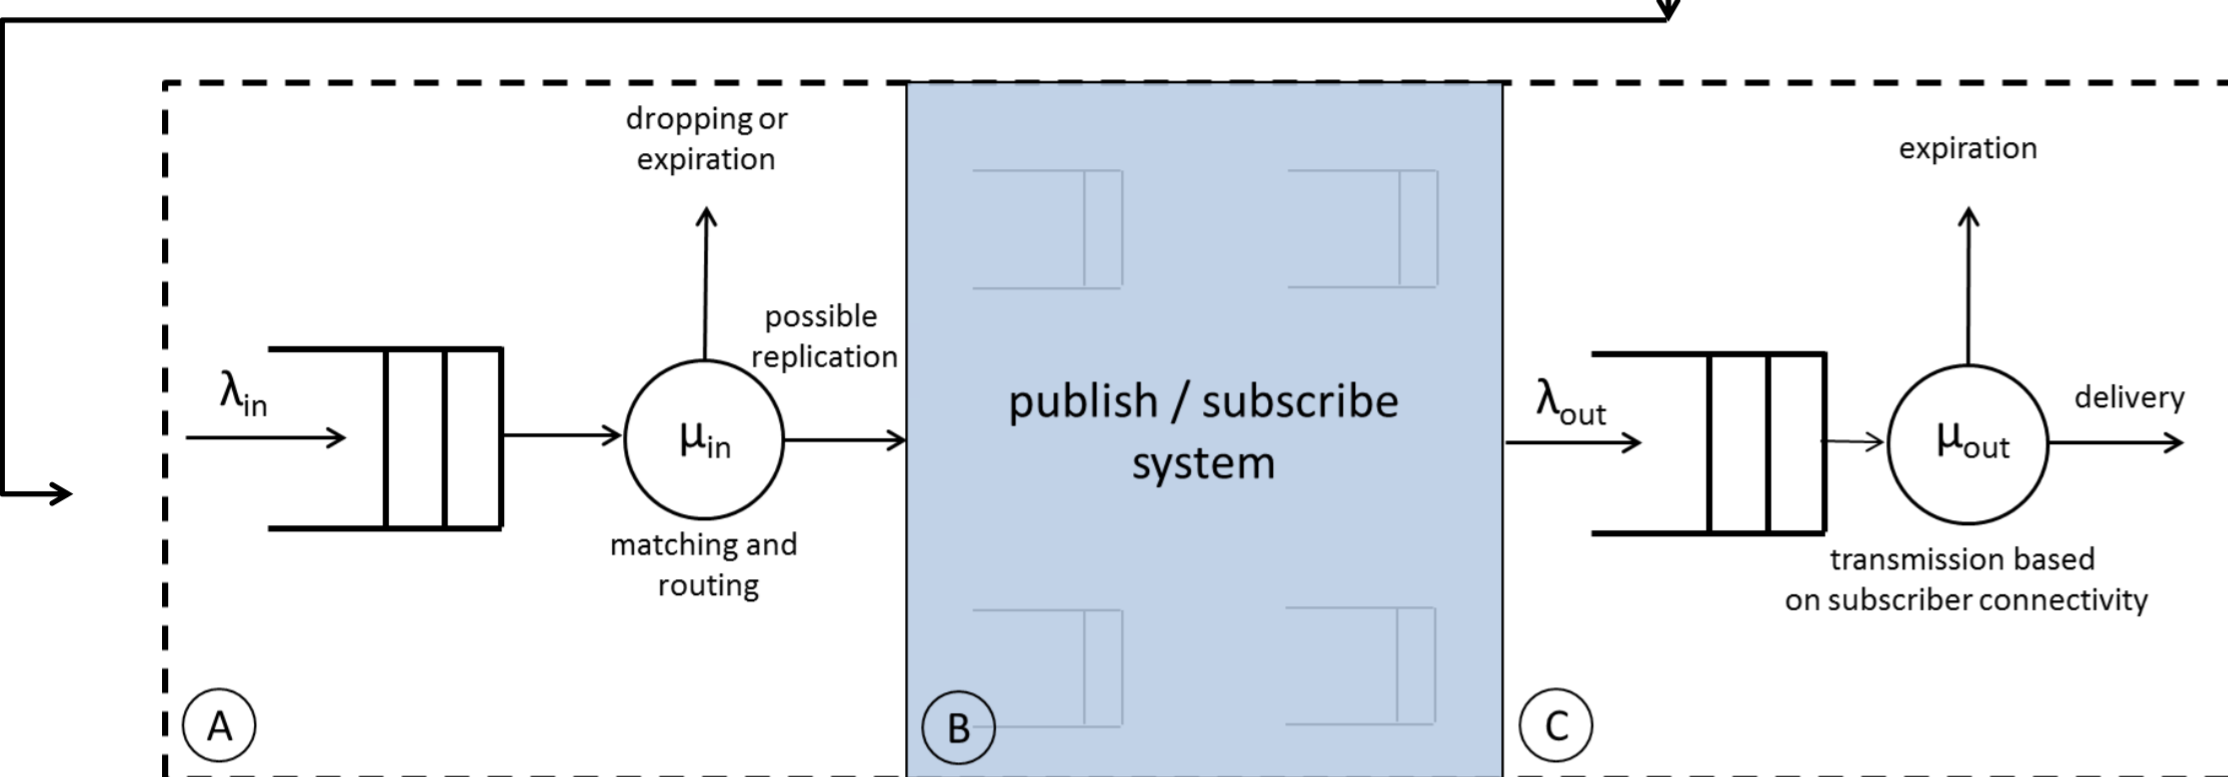 dropping or
expiration
possible
replication
λin
μin
matching and
routing
A
publish / subscribe
system
B
expiration
λout
μout
delivery
transmission based
on subscriber connectivity
C